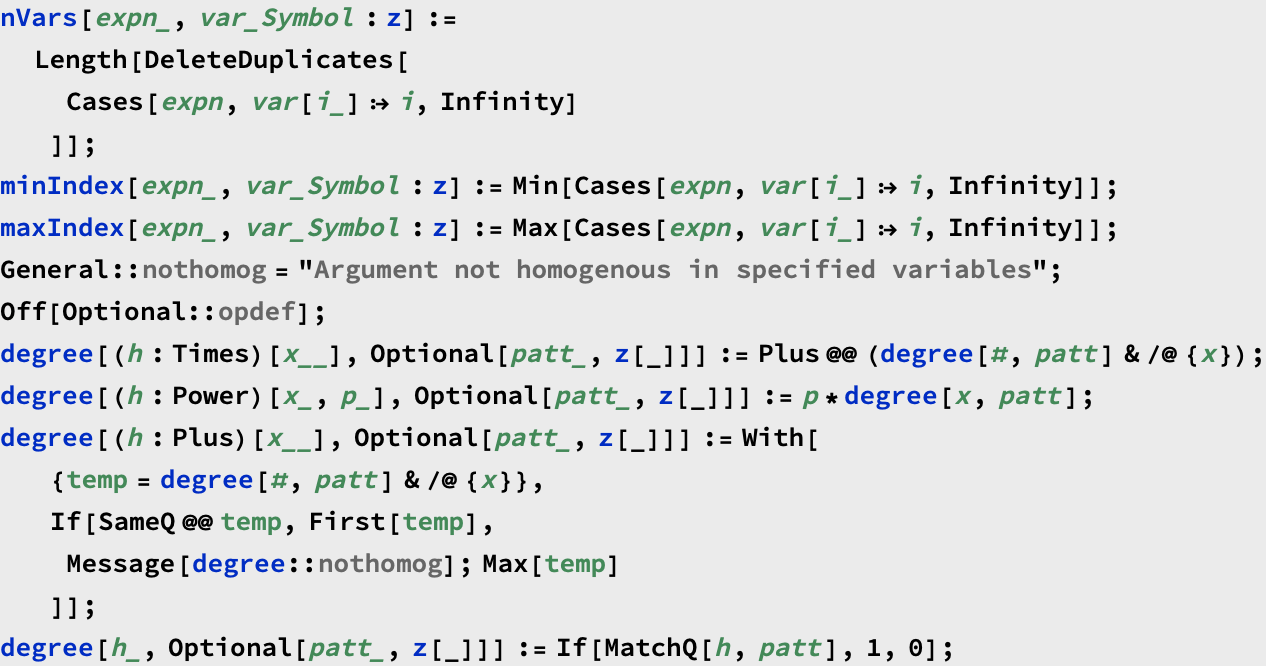 nVars[expn_, var_Symbol : z] :=
Length[DeleteDuplicates[
Cases[expn, var[i_] :→ i, Infinity]
]];
minIndex[expn_, var_Symbol : z] := Min[Cases[expn, var[i_] :→ i, Infinity]];
maxIndex[expn_, var_Symbol : z] := Max[Cases[expn, var[i_] :→ i, Infinity]];
General::nothomog = "Argument not homogenous in specified variables";
Off[Optional::opdef];
degree[(h : Times)[x__], Optional[patt_, z[_]]] := Plus @@ (degree[#, patt] & /@ {x});
degree[(h : Power)[x_, p_], Optional[patt_, z[_]]] := p * degree[x, patt];
degree[(h : Plus)[x__], Optional[patt_, z[_]]] := With[
{temp = degree[#, patt] & /@ {x}},
If[SameQ @@ temp, First[temp],
Message[degree::nothomog]; Max[temp]
]];
degree[h_, Optional[patt_, z[_]]] := If[MatchQ[h, patt], 1, 0];